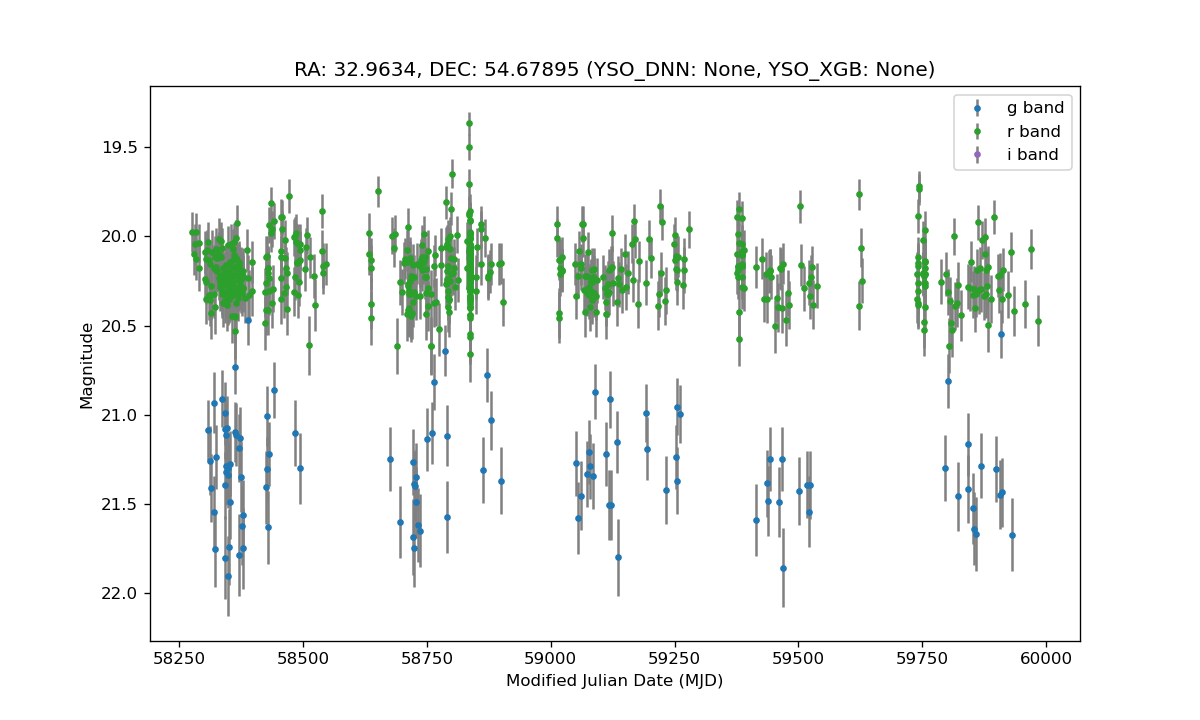 RA: 32.9634, DEC: 54.67895 (YSO_DNN: None, YSO_XGB: None)
g band
r band
i band
Magnitude
19.5
20.0
20.5
21.0
21.5
22.0
58250 58500 58750 59000 59250 59500 59750 60000
Modified Julian Date (MJD)